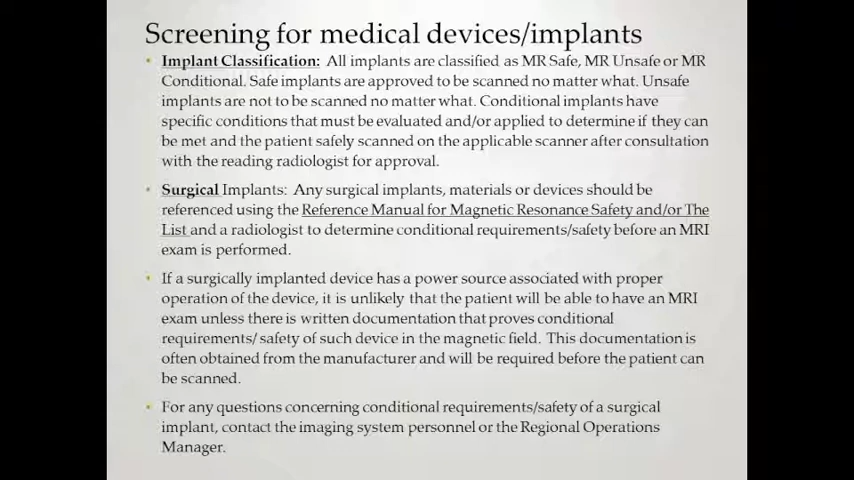 Screening for medical devices/implants
• Implant Classification: All implants are classified as MR Safe, MR Unsafe or MR
Conditional. Safe implants are approved to be scanned no matter what. Unsafe
implants are not to be scanned no matter what. Conditional implants have
specific conditions that must be evaluated and/or applied to determine if they can
be met and the patient safely scanned on the applicable scanner after consultation
with the reading radiologist for approval.
• Surgical Implants: Any surgical implants, materials or devices should be
referenced using the Reference Manual for Magnetic Resonance Safety and/or The
List and a radiologist to determine conditional requirements/safety before an MRI
exam is performed.
• If a surgically implanted device has a power source associated with proper
operation of the device, it is unlikely that the patient will be able to have an MRI
exam unless there is written documentation that proves conditional
requirements/ safety of such device in the magnetic field. This documentation is
often obtained from the manufacturer and will be required before the patient can
be scanned.
• For any questions concerning conditional requirements/safety of a surgical
implant, contact the imaging system personnel or the Regional Operations
Manager.